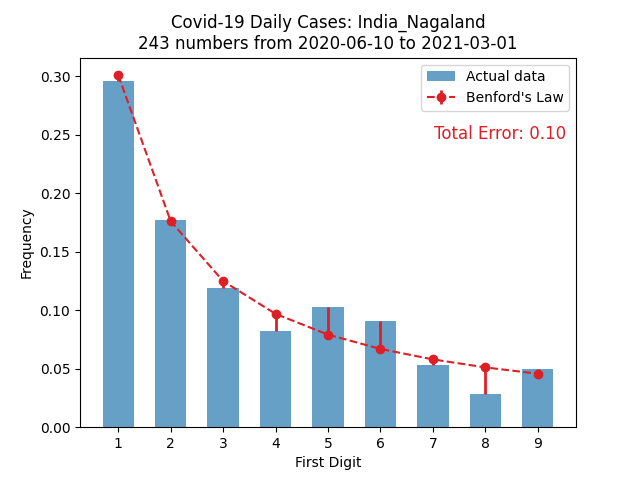 Covid-19 Daily Cases: India_Nagaland
243 numbers from 2020-06-10 to 2021-03-01
Actual data
Benford's Law
Total Error: 0.10
Frequency
0.30
0.25
0.20
0.15
0.10
0.05
0.00
1 2 3 4 5 6 7 8 9
First Digit